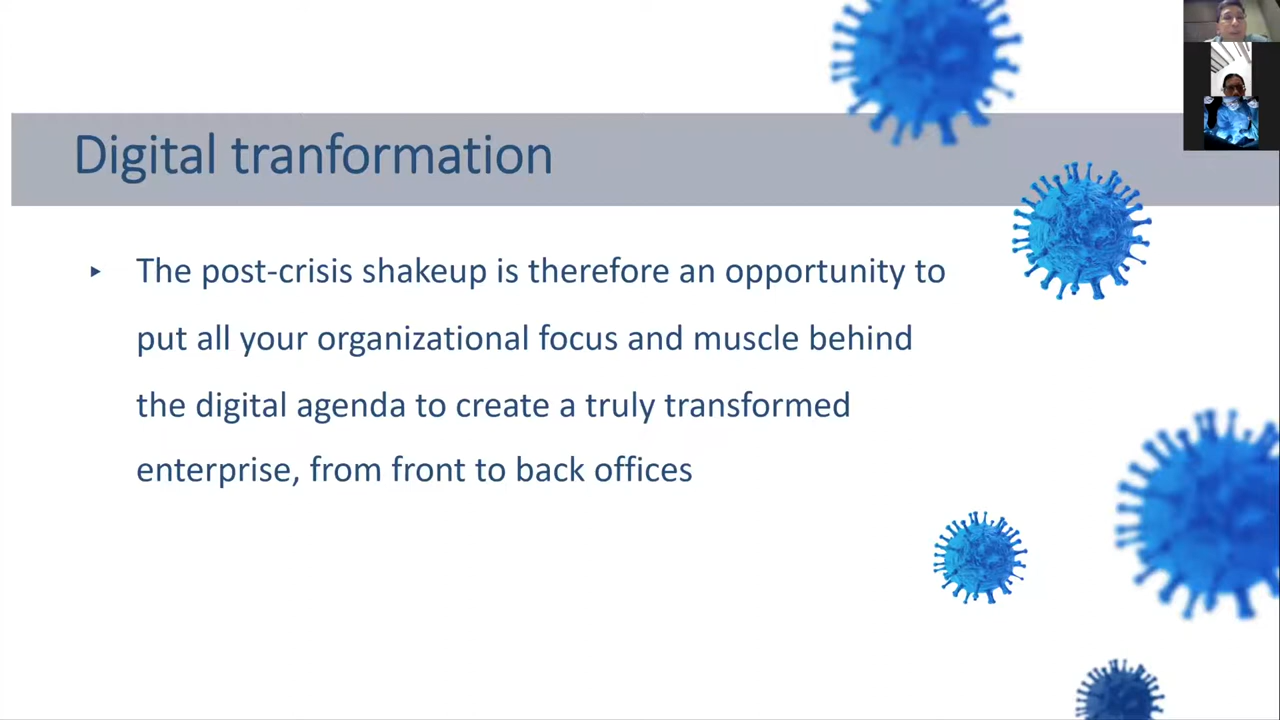 Digital tranformation
‣ The post-crisis shakeup is therefore an opportunity to
put all your organizational focus and muscle behind
the digital agenda to create a truly transformed
enterprise, from front to back offices